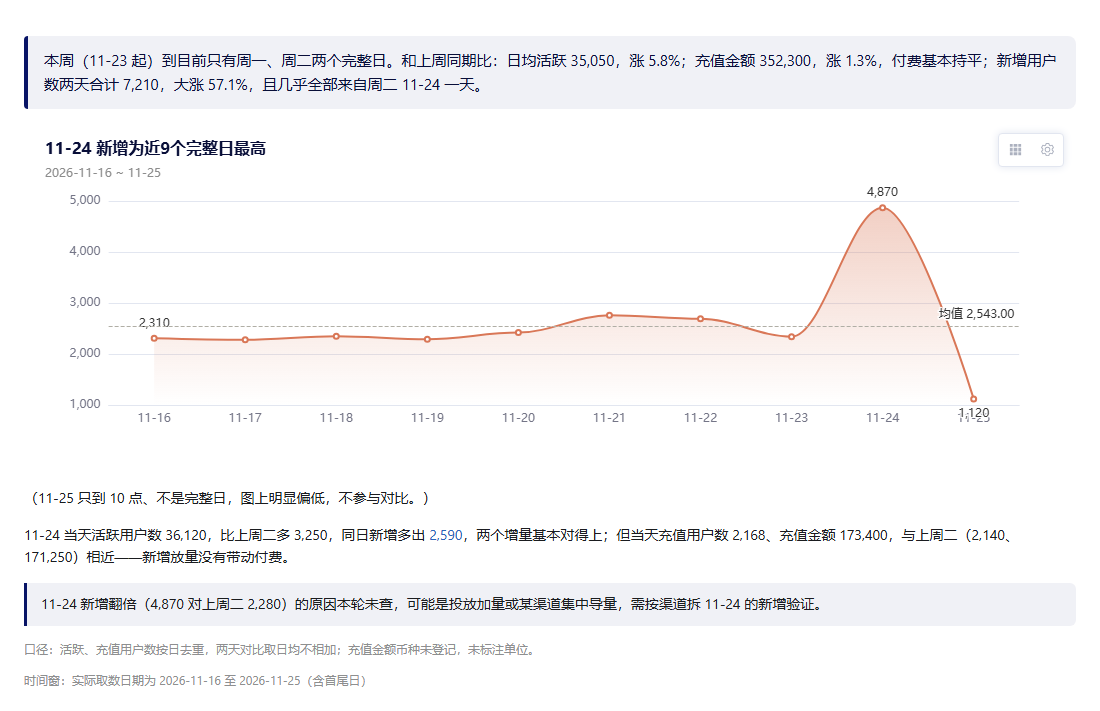 本周（11-23 起）到目前只有周一、周二两个完整日。和上周同期比：日均活跃 35,050，涨 5.8%；充值金额 352,300，涨 1.3%，付费基本持平；新增用户
数两天合计 7,210，大涨 57.1%，且几乎全部来自周二 11-24 一天。
11-24 新增为近9个完整日最高
2026-11-16 ~ 11-25
5,000
4,000
3,000
2,000
1,000
2,310
4,870
均值 2,543.00
1,120
11-16
11-17
11-18
11-19
11-20
11-21
11-22
11-23
11-24
11-25
（11-25 只到 10 点、不是完整日，图上明显偏低，不参与对比。）
11-24 当天活跃用户数 36,120，比上周二多 3,250，同日新增多出 2,590，两个增量基本对得上；但当天充值用户数 2,168、充值金额 173,400，与上周二（2,140、
171,250）相近——新增放量没有带动付费。
11-24 新增翻倍（4,870 对上周二 2,280）的原因本轮未查，可能是投放加量或某渠道集中导量，需按渠道拆 11-24 的新增验证。
口径：活跃、充值用户数按日去重，两天对比取日均不相加；充值金额币种未登记，未标注单位。
时间窗：实际取数日期为 2026-11-16 至 2026-11-25（含首尾日）